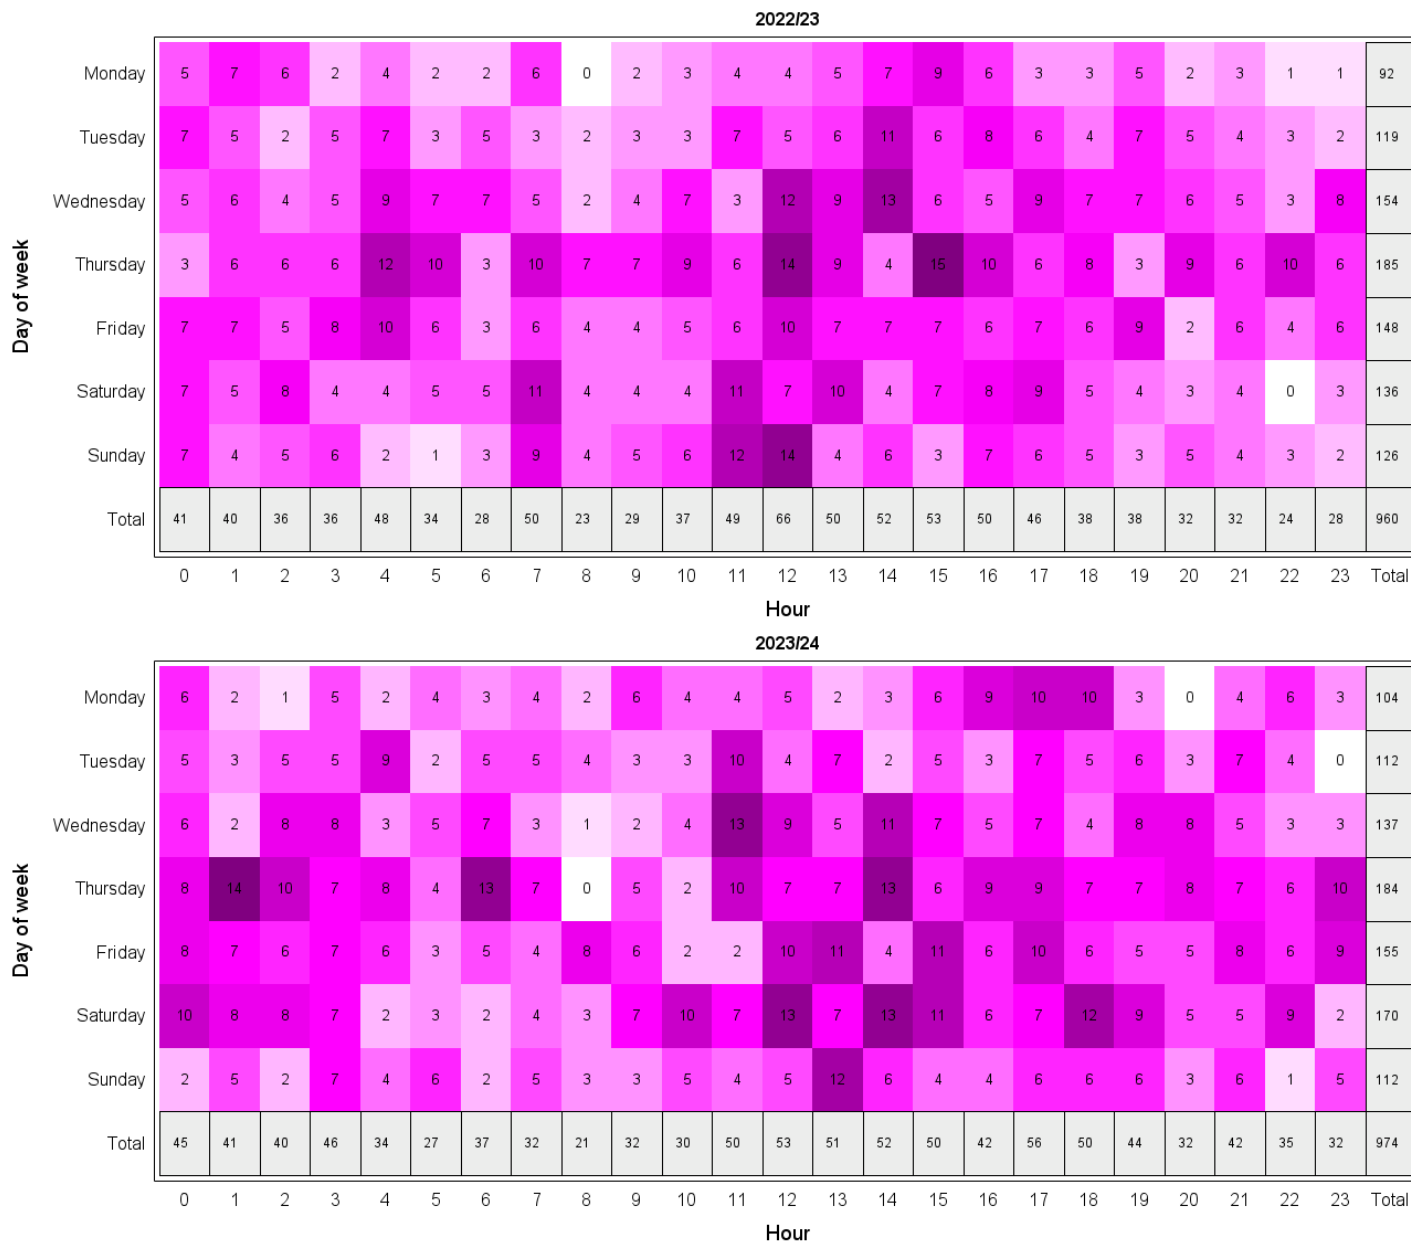 2022/23
Day of week
Monday 5 7 6 2 4 2 2 6 0 2 3 4 4 5 7 9 6 3 3 5 2 3 1 1 92
Tuesday 7 5 2 5 7 3 5 3 2 3 3 7 5 6 11 6 8 6 4 7 5 4 3 2 119
Wednesday 5 6 4 5 9 7 7 5 2 4 7 3 12 9 13 6 5 9 7 7 6 5 3 8 154
Thursday 3 6 6 6 12 10 3 10 7 7 9 6 14 9 4 15 10 6 8 3 9 6 10 6 185
Friday 7 7 5 8 10 6 3 6 4 4 5 6 10 7 7 7 6 7 6 9 2 6 4 6 148
Saturday 7 5 8 4 4 5 5 11 4 4 4 11 7 10 4 7 8 9 5 4 3 4 0 3 136
Sunday 7 4 5 6 2 1 3 9 4 5 6 12 14 4 6 3 7 6 5 3 5 4 3 2 126
Total 41 40 36 36 48 34 28 50 23 29 37 49 66 50 52 53 50 46 38 38 32 32 24 28 960
0 1 2 3 4 5 6 7 8 9 10 11 12 13 14 15 16 17 18 19 20 21 22 23 Total
Hour
2023/24
Day of week
Monday 6 2 1 5 2 4 3 4 2 6 4 4 5 2 3 6 9 10 10 3 0 4 6 3 104
Tuesday 5 3 5 5 9 2 5 5 4 3 3 10 4 7 2 5 3 7 5 6 3 7 4 0 112
Wednesday 6 2 8 8 3 5 7 3 1 2 4 13 9 5 11 7 5 7 4 8 8 5 3 3 137
Thursday 8 14 10 7 8 4 13 7 0 5 2 10 7 7 13 6 9 9 7 7 8 7 6 10 184
Friday 8 7 6 7 6 3 5 4 8 6 2 2 10 11 4 11 6 10 6 5 5 8 6 9 155
Saturday 10 8 8 7 2 3 2 4 3 7 10 7 13 7 13 11 6 7 12 9 5 5 9 2 170
Sunday 2 5 2 7 4 6 2 5 3 3 5 4 5 12 6 4 4 6 6 6 3 6 1 5 112
Total 45 41 40 46 34 27 37 32 21 32 30 50 53 51 52 50 42 56 50 44 32 42 35 32 974
0 1 2 3 4 5 6 7 8 9 10 11 12 13 14 15 16 17 18 19 20 21 22 23 Total
Hour